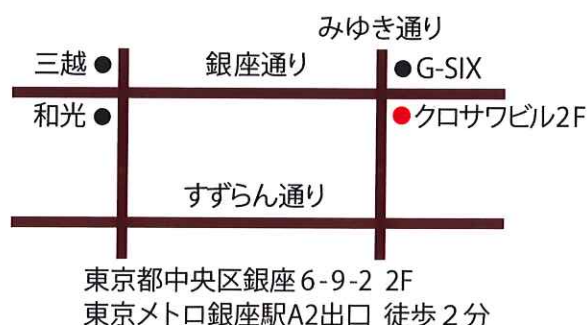 みゆき通り
三越
銀座通り
G-SIX
和光
クロサワビル2F
すずらん通り
東京都中央区銀座6-9-2 2F
東京メトロ銀座駅A2出口 徒歩2分